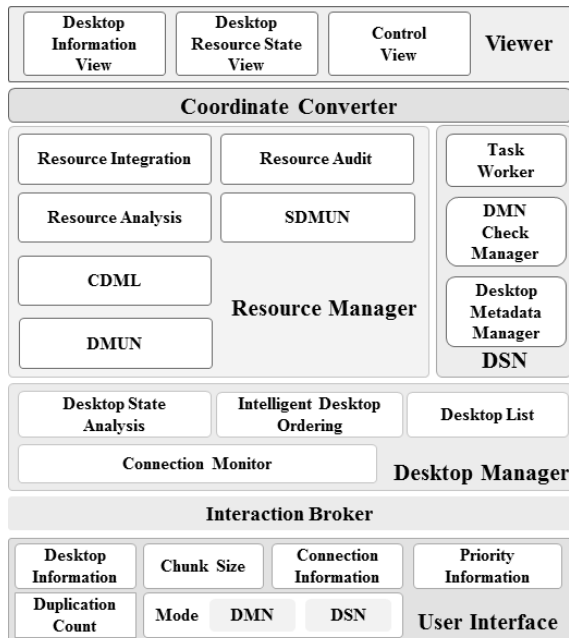 Desktop
Information
View
Desktop
Resource State
View
Control
View
Viewer
Coordinate Converter
Resource Integration
Resource Audit
Resource Analysis
SDMUN
CDML
DMUN
Resource Manager
Task
Worker
DMN
Check
Manager
Desktop
Metadata
Manager
DSN
Desktop State
Analysis
Intelligent Desktop
Ordering
Desktop List
Connection Monitor
Desktop Manager
Interaction Broker
Desktop
Information
Chunk Size
Connection
Information
Priority
Information
Duplication
Count
Mode DMN DSN
User Interface